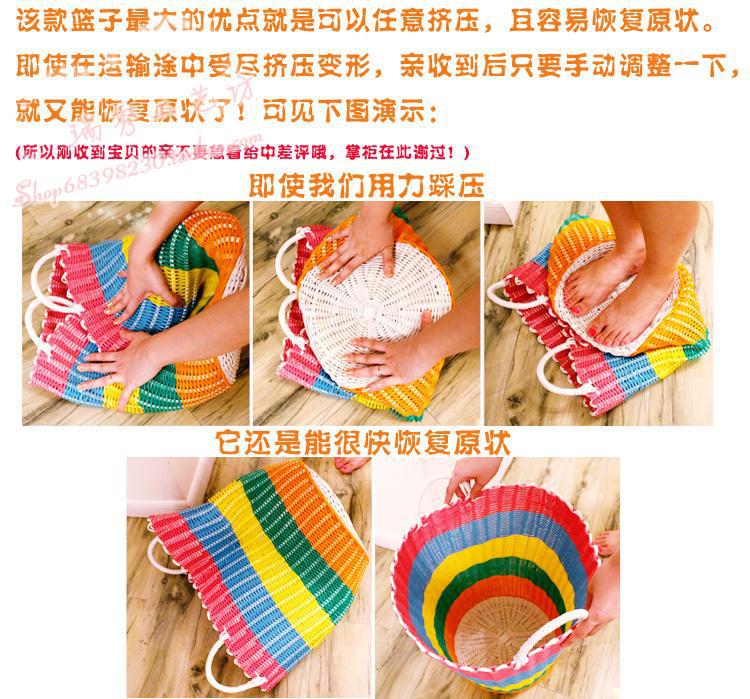 该款篮子最大的优点就是可以任意挤压，且容易恢复原状。
即使在运输途中受尽挤压变形，亲收到后只要手动调整一下，
就又能恢复原状了！可见下图演示：
(所以刚收到宝贝的亲不要急着给中差评哦，掌柜在此谢过！)
Shop68398230.taobao.com
即使我们用力踩压
它还是能很快恢复原状